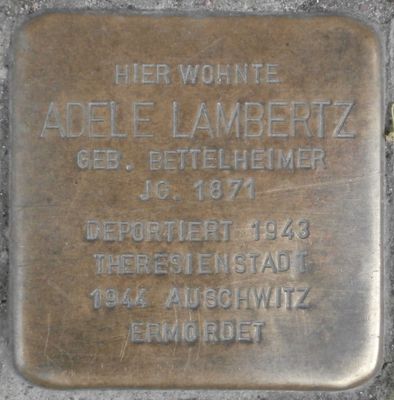 HIER WOHNTE
ADELE LAMBERTZ
GEB. BETTELHEIMER
JG. 1871
DEPORTIERT 1943
THERESIENSTADT
1944 AUSCHWITZ
ERMORDET